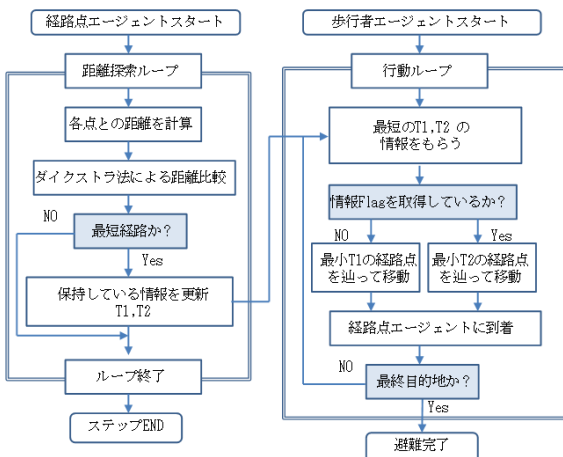 経路点エージェントスタート
距離探索ループ
各点との距離を計算
ダイクストラ法による距離比較
NO
最短経路か？
Yes
保持している情報を更新
T1,T2
ループ終了
ステップEND
歩行者エージェントスタート
行動ループ
最短のT1,T2 の
情報をもらう
情報Flagを取得しているか？
NO
Yes
最小T1の経路点
を辿って移動
最小T2の経路点
を辿って移動
経路点エージェントに到着
NO
最終目的地か？
Yes
避難完了